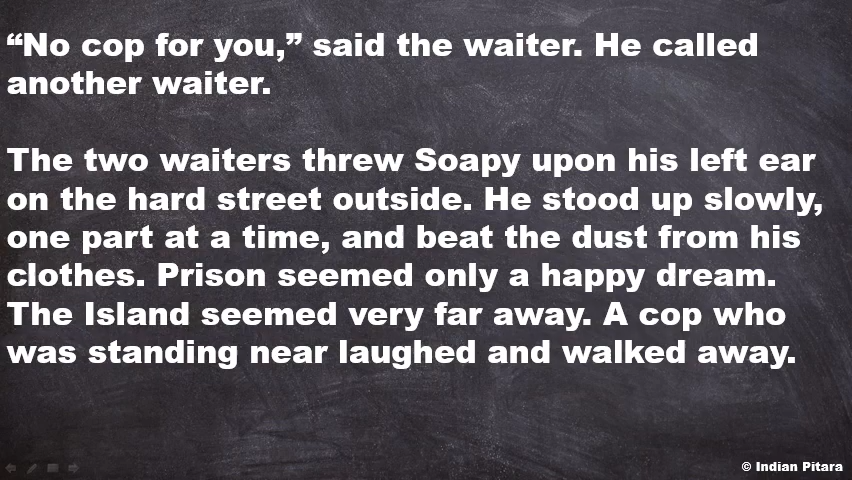 “No cop for you,” said the waiter. He called
another waiter.
The two waiters threw Soapy upon his left ear
on the hard street outside. He stood up slowly,
one part at a time, and beat the dust from his
clothes. Prison seemed only a happy dream.
The Island seemed very far away. A cop who
was standing near laughed and walked away.
© Indian Pitara